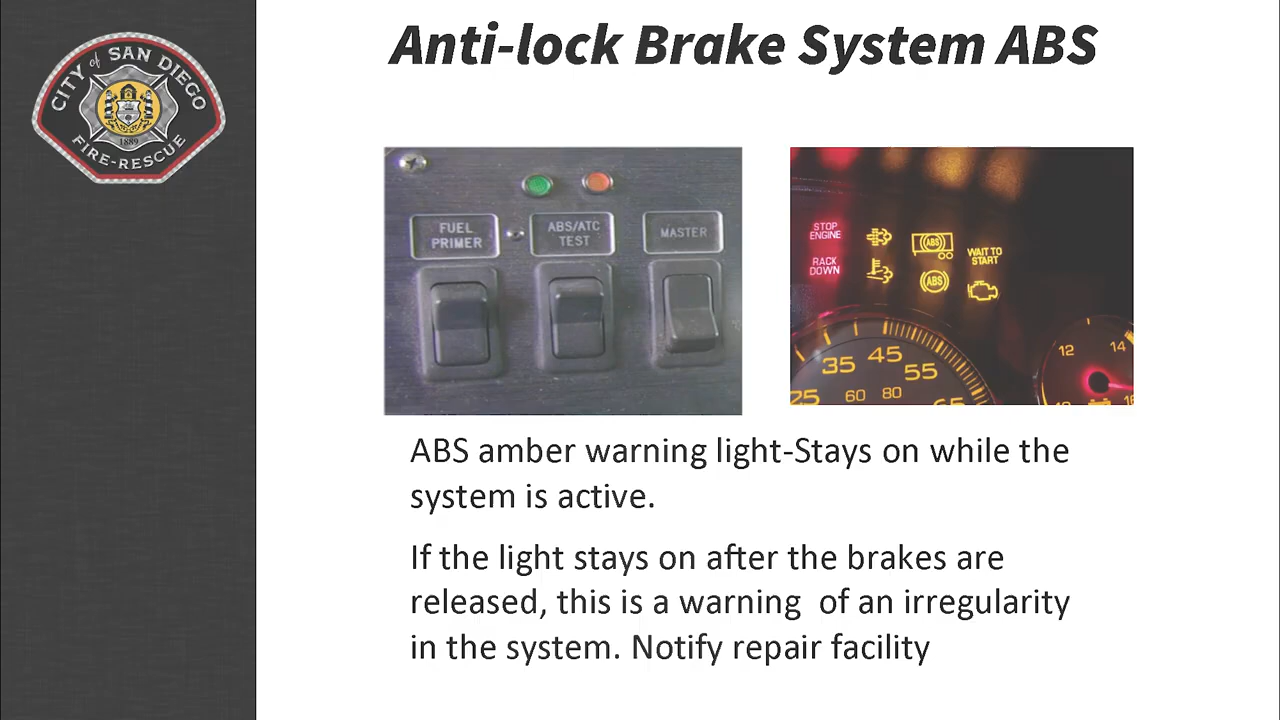 Anti-lock Brake System ABS
CITY of SAN DIEGO
1889
FIRE-RESCUE
FUEL PRIMER
ABS/ATC TEST
MASTER
STOP ENGINE
RACK DOWN
ABS
ABS
WAIT TO START
35
45
55
25
60
80
65
12
14
16
ABS amber warning light-Stays on while the
system is active.
If the light stays on after the brakes are
released, this is a warning of an irregularity
in the system. Notify repair facility